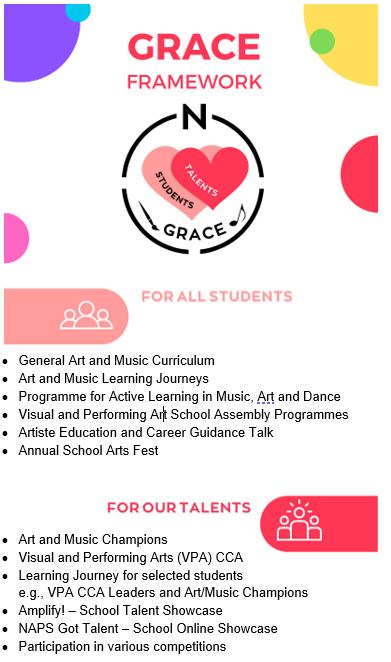 GRACE
FRAMEWORK
N
STUDENTS
TALENTS
GRACE
FOR ALL STUDENTS
• General Art and Music Curriculum
• Art and Music Learning Journeys
• Programme for Active Learning in Music, Art and Dance
• Visual and Performing Art School Assembly Programmes
• Artiste Education and Career Guidance Talk
• Annual School Arts Fest
FOR OUR TALENTS
• Art and Music Champions
• Visual and Performing Arts (VPA) CCA
• Learning Journey for selected students
e.g., VPA CCA Leaders and Art/Music Champions
• Amplify! – School Talent Showcase
• NAPS Got Talent – School Online Showcase
• Participation in various competitions